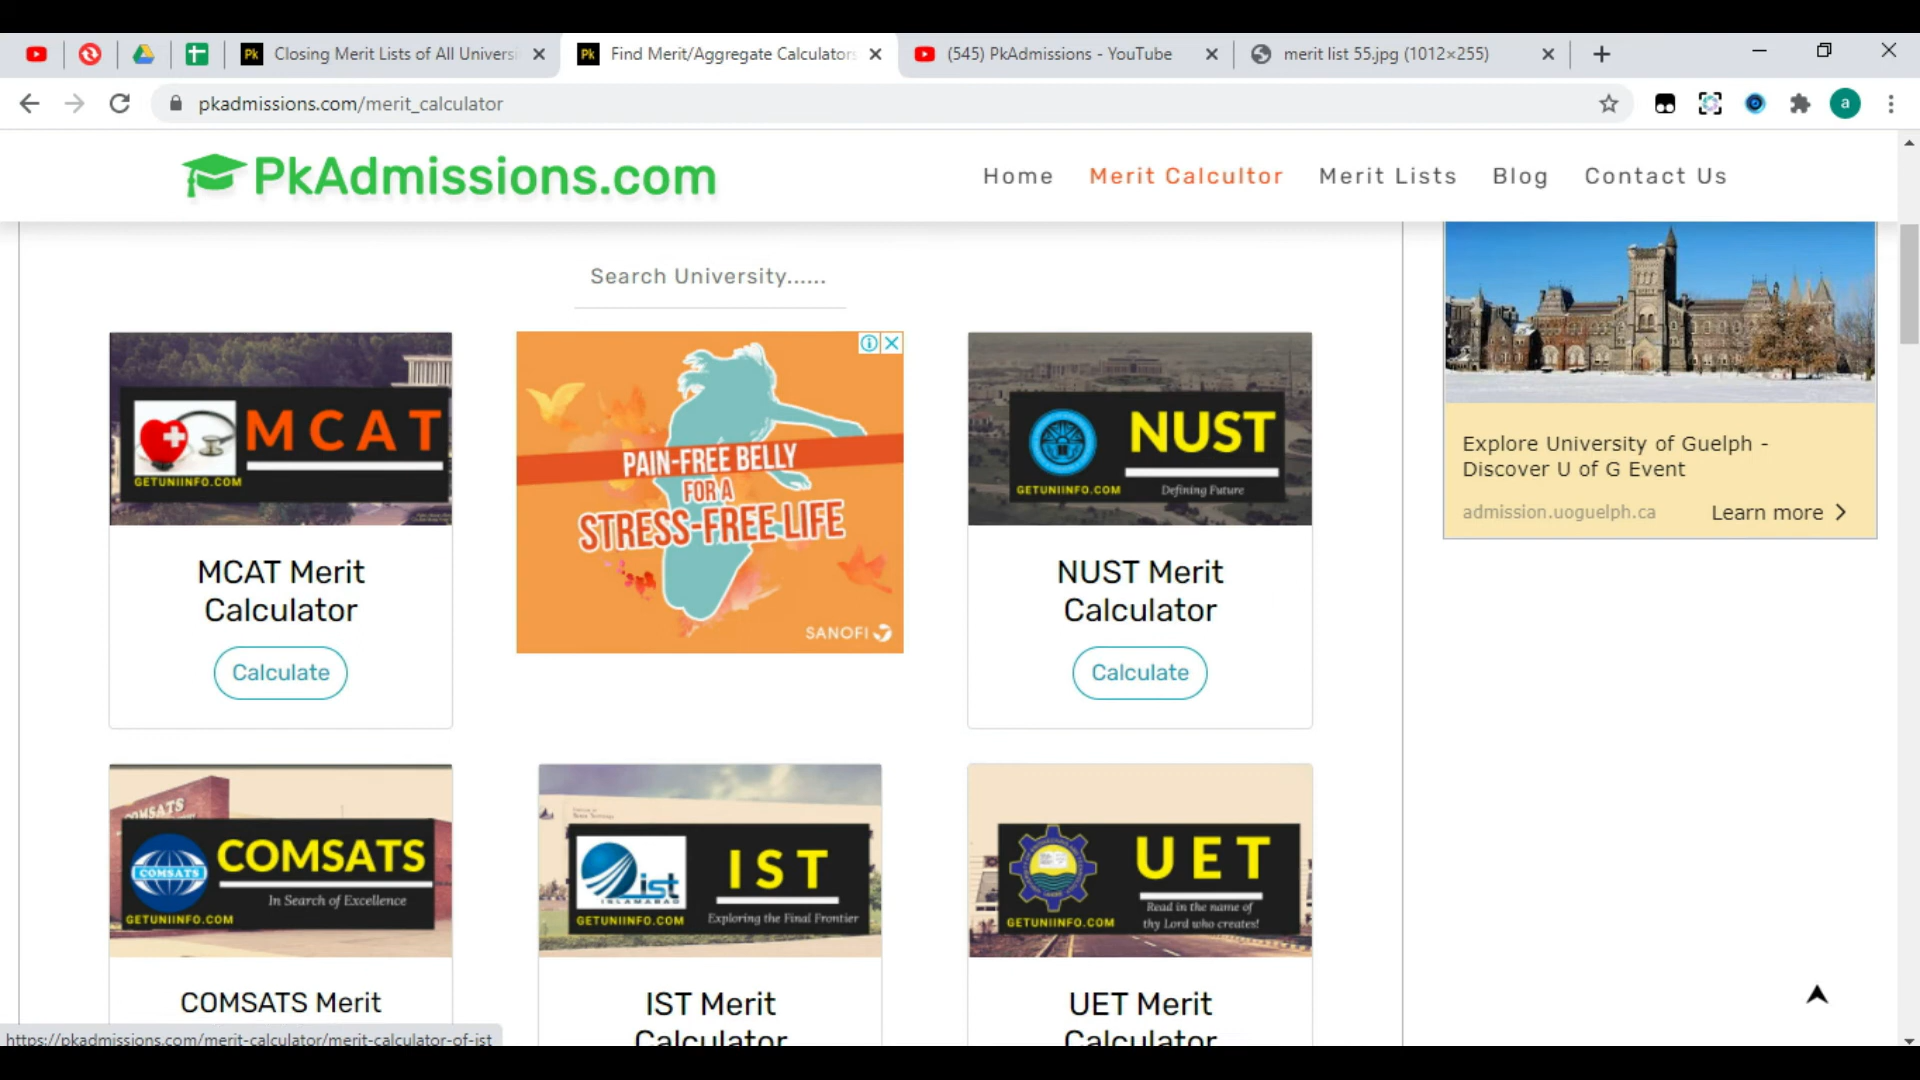 Closing Merit Lists of All Universi
Find Merit/Aggregate Calculators
(545) PkAdmissions - YouTube
merit list 55.jpg (1012×255)
pkadmissions.com/merit_calculator
a
PkAdmissions.com
Home
Merit Calcultor
Merit Lists
Blog
Contact Us
Search University......
MCAT
GETUNIINFO.COM
MCAT Merit
Calculator
Calculate
PAIN-FREE BELLY
FOR A
STRESS-FREE LIFE
SANOFI
NUST
GETUNIINFO.COM
Defining Future
NUST Merit
Calculator
Calculate
Explore University of Guelph -
Discover U of G Event
admission.uoguelph.ca
Learn more
COMSATS
COMSATS
COMSATS
In Search of Excellence
GETUNIINFO.COM
COMSATS Merit
ist
ISLAMABAD
IST
GETUNIINFO.COM
Exploring the Final Frontier
IST Merit
Calculator
UET
GETUNIINFO.COM
Read in the name of
thy Lord who creates!
UET Merit
Calculator
https://pkadmissions.com/merit-calculator/merit-calculator-of-ist